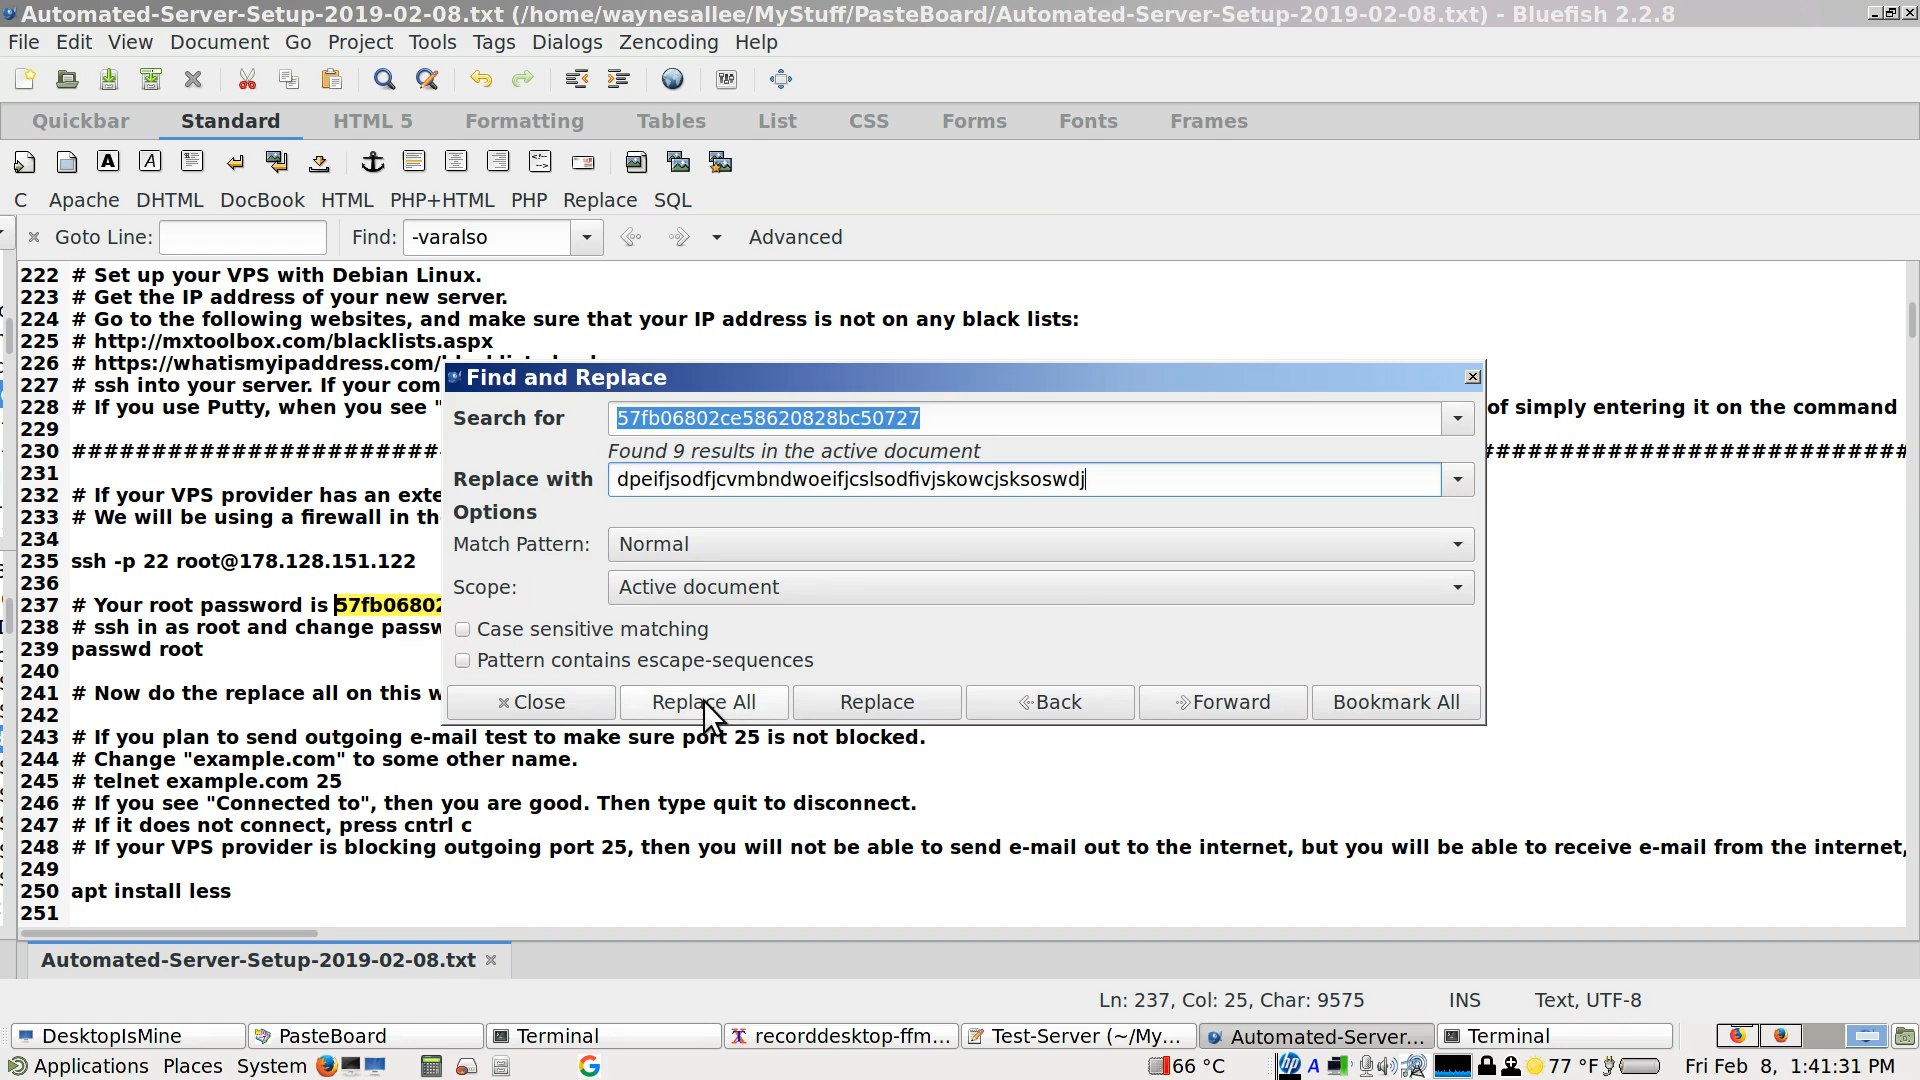 Automated-Server-Setup-2019-02-08.txt (/home/waynesallee/MyStuff/PasteBoard/Automated-Server-Setup-2019-02-08.txt) - Bluefish 2.2.8
File Edit View Document Go Project Tools Tags Dialogs Zencoding Help
Quickbar Standard HTML 5 Formatting Tables List CSS Forms Fonts Frames
C Apache DHTML DocBook HTML PHP+HTML PHP Replace SQL
Goto Line: Find: -varalso Advanced
222 # Set up your VPS with Debian Linux.
223 # Get the IP address of your new server.
224 # Go to the following websites, and make sure that your IP address is not on any black lists:
225 # http://mxtoolbox.com/blacklists.aspx
226 # https://whatismyipaddress.com/
227 # ssh into your server. If your com
228 # If you use Putty, when you see " of simply entering it on the command
229
230 ########################## ##########################
231
232 # If your VPS provider has an exte
233 # We will be using a firewall in th
234
235 ssh -p 22 root@178.128.151.122
236
237 # Your root password is 57fb06802
238 # ssh in as root and change passw
239 passwd root
240
241 # Now do the replace all on this w
242
243 # If you plan to send outgoing e-mail test to make sure port 25 is not blocked.
244 # Change "example.com" to some other name.
245 # telnet example.com 25
246 # If you see "Connected to", then you are good. Then type quit to disconnect.
247 # If it does not connect, press cntrl c
248 # If your VPS provider is blocking outgoing port 25, then you will not be able to send e-mail out to the internet, but you will be able to receive e-mail from the internet,
249
250 apt install less
251
Find and Replace
Search for 57fb06802ce58620828bc50727
Found 9 results in the active document
Replace with dpeifjsodfjcvmbndwoeifjcslsodfivjskowcjsksoswdj
Options
Match Pattern: Normal
Scope: Active document
Case sensitive matching
Pattern contains escape-sequences
Close Replace All Replace Back Forward Bookmark All
Automated-Server-Setup-2019-02-08.txt
Ln: 237, Col: 25, Char: 9575 INS Text, UTF-8
DesktopIsMine PasteBoard Terminal recorddesktop-ffm... Test-Server (~/My... Automated-Server... Terminal
Applications Places System 66 °C 77 °F Fri Feb 8, 1:41:31 PM